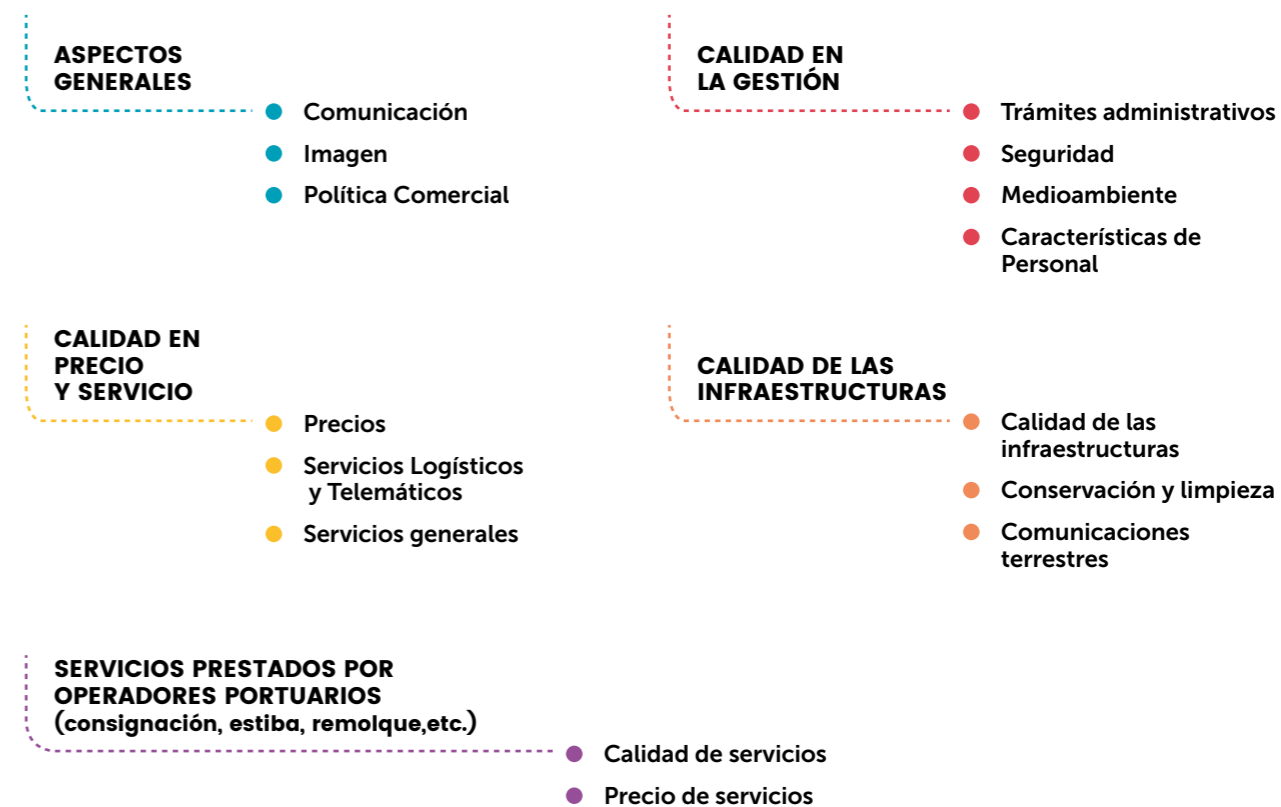 ASPECTOS
GENERALES
Comunicación
Imagen
Política Comercial
CALIDAD EN
LA GESTIÓN
Trámites administrativos
Seguridad
Medioambiente
Características de
Personal
CALIDAD EN
PRECIO
Y SERVICIO
Precios
Servicios Logísticos
y Telemáticos
Servicios generales
CALIDAD DE LAS
INFRAESTRUCTURAS
Calidad de las
infraestructuras
Conservación y limpieza
Comunicaciones
terrestres
SERVICIOS PRESTADOS POR
OPERADORES PORTUARIOS
(consignación, estiba, remolque,etc.)
Calidad de servicios
Precio de servicios